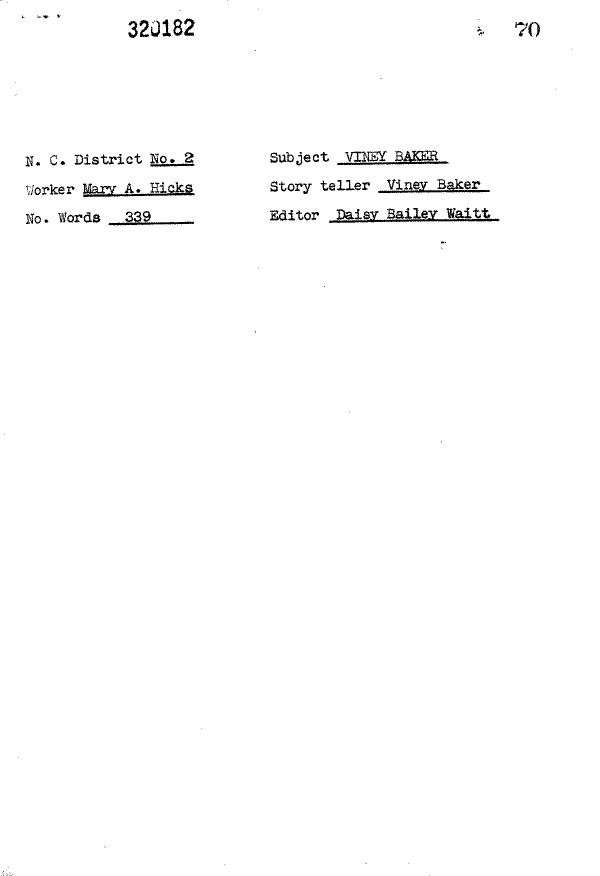 320182 70
N. C. District No. 2 Subject VINEY BAKER
Worker Mary A. Hicks Story teller Viney Baker
No. Words 339 Editor Daisy Bailey Waitt